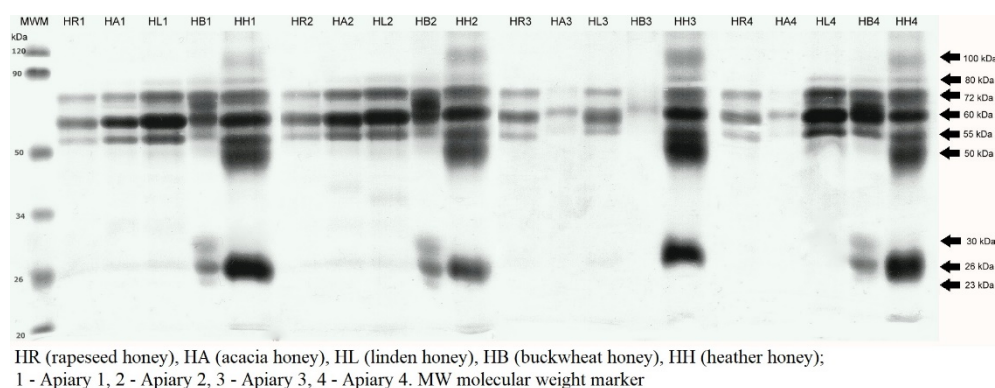 MWM HR1 HA1 HL1 HB1 HH1 HR2 HA2 HL2 HB2 HH2 HR3 HA3 HL3 HB3 HH3 HR4 HA4 HL4 HB4 HH4
kDa
120
90
50
34
26
20
100 kDa
80 kDa
72 kDa
60 kDa
55 kDa
50 kDa
30 kDa
26 kDa
23 kDa
HR (rapeseed honey), HA (acacia honey), HL (linden honey), HB (buckwheat honey), HH (heather honey);
1 - Apiary 1, 2 - Apiary 2, 3 - Apiary 3, 4 - Apiary 4. MW molecular weight marker